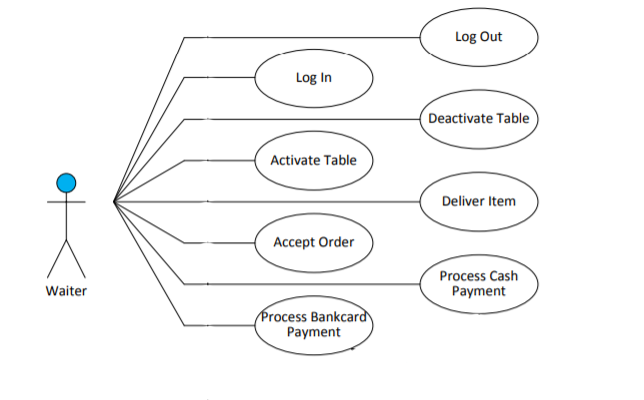 Log Out
Log In
Deactivate Table
Activate Table
Deliver Item
Accept Order
Process Cash
Payment
Waiter
Process Bankcard
Payment